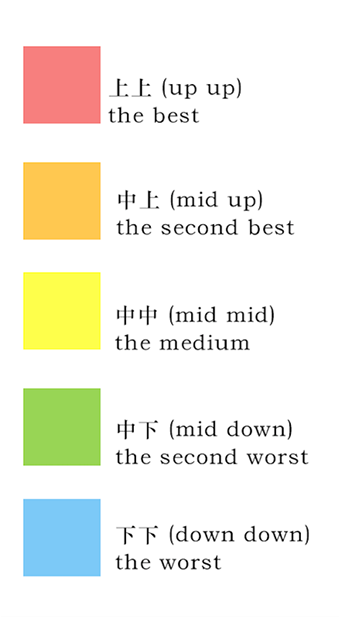 上上 (up up)
the best
中上 (mid up)
the second best
中中 (mid mid)
the medium
中下 (mid down)
the second worst
下下 (down down)
the worst